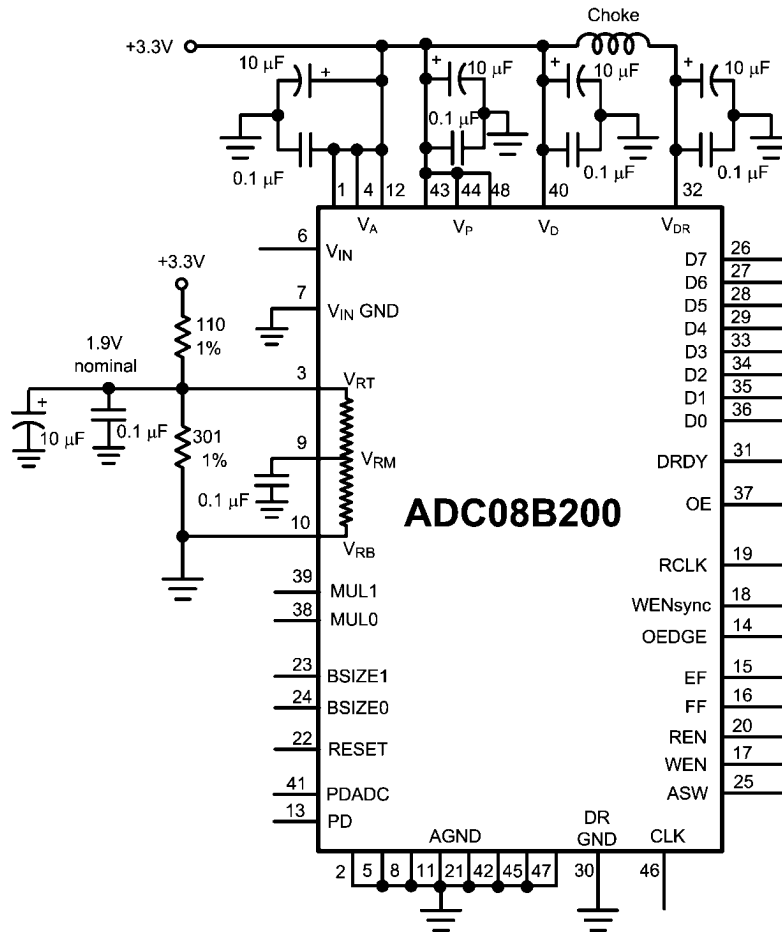 Choke
+3.3V
10 µF +
+ 10 µF
+ 10 µF
+ 10 µF
0.1 µF
0.1 µF
0.1 µF
0.1 µF
1 4 12 43 44 48 40 32
VA VP VD VDR
6 VIN
+3.3V
7 VIN GND
110
1%
1.9V
nominal
3 VRT
+
10 µF
0.1 µF
301
1%
9 VRM
0.1 µF
10 VRB
ADC08B200
39 MUL1
38 MUL0
23 BSIZE1
24 BSIZE0
22 RESET
41 PDADC
13 PD
D7 26
D6 27
D5 28
D4 29
D3 33
D2 34
D1 35
D0 36
DRDY 31
OE 37
RCLK 19
WENsync 18
OEDGE 14
EF 15
FF 16
REN 20
WEN 17
ASW 25
AGND
DR
GND
CLK
2 5 8 11 21 42 45 47 30 46